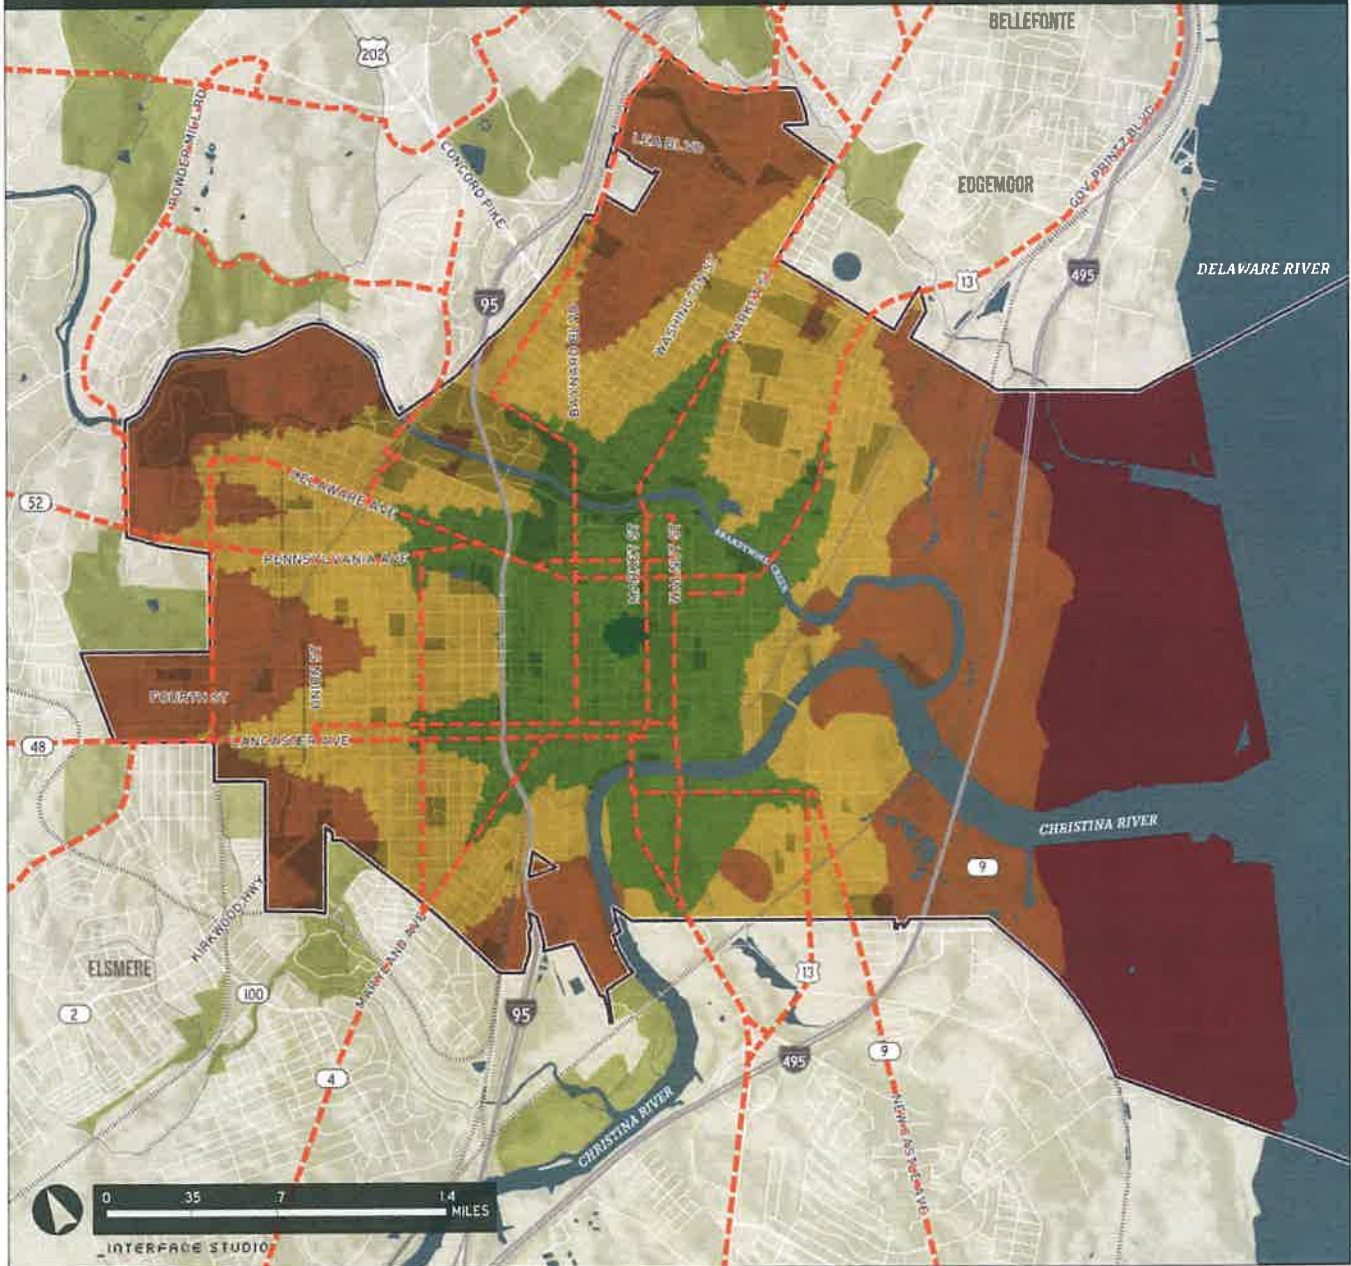 BELLEFONTE
202
POWDER MILL RD
CONCORD PIKE
LEA BLVD
EDGEMOOR
GOV. PRINTZ BLVD
DELAWARE RIVER
495
13
95
WASHINGTON ST
MARKET ST
BAYNARD BLVD
52
DELAWARE AVE
PENNSYLVANIA AVE
MARKET ST
WALNUT ST
BRANDYWINE CREEK
UNION ST
FOURTH ST
48
LANCASTER AVE
CHRISTINA RIVER
9
KIRKWOOD HWY
ELSMERE
MARYLAND AVE
100
2
13
95
495
9
4
NEW CASTLE AVE
CHRISTINA RIVER
0 .35 .7 1.4
MILES
_INTERFACE STUDIO